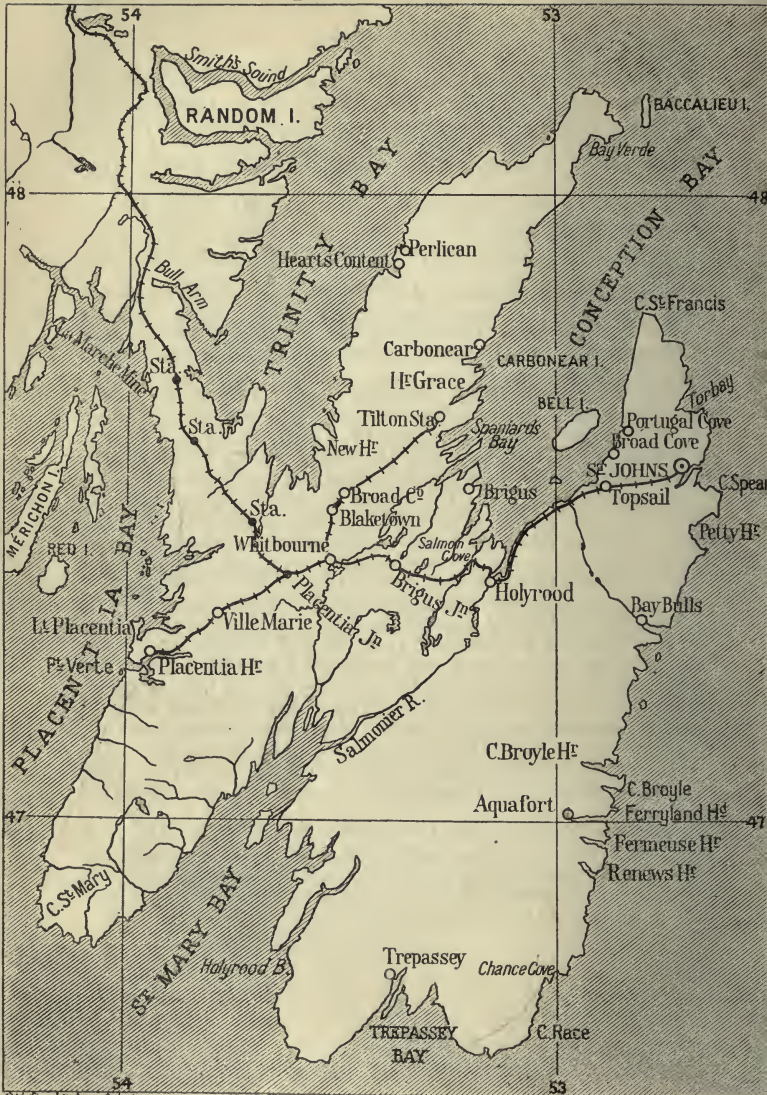 54
53
Smith's Sound
RANDOM I.
BACCALIEU I.
Bay Verde
48
48
TRINITY BAY
CONCEPTION BAY
Perlican
Hearts Content
Bull Arm
La Marche Mine
C. St. Francis
Carbonear
CARBONEAR I.
Hr Grace
BELL I.
Torbay
Sta.
Tilton Sta.
Spaniards
Bay
Portugal Cove
Broad Cove
Sta.
New Hr
St. JOHNS
C. Spear
Topsail
MÉRICHON I.
Sta.
Broad Co
Blaketown
Brigus
Petty Hr
Whitbourne
Salmon
Cove
RED I.
Placentia Jn
Brigus Jn
Holyrood
Lt. Placentia
Ville Marie
Bay Bulls
Pt. Verte
Placentia Hr
PLACENTIA BAY
Salmonier R.
C. Broyle Hr
C. Broyle
Aquafort
Ferryland Hd
47
47
Fermeuse Hr
Renews Hr
C. St. Mary
ST. MARY BAY
Holyrood B.
Trepassey
Chance Cove
TREPASSEY
BAY
C. Race
54
53